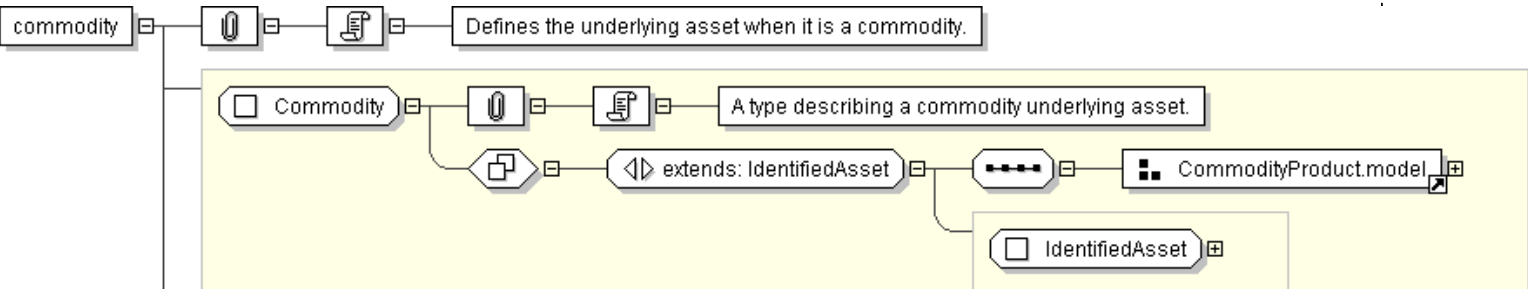 commodity
Defines the underlying asset when it is a commodity.
Commodity
A type describing a commodity underlying asset.
extends: IdentifiedAsset
CommodityProduct.model
IdentifiedAsset